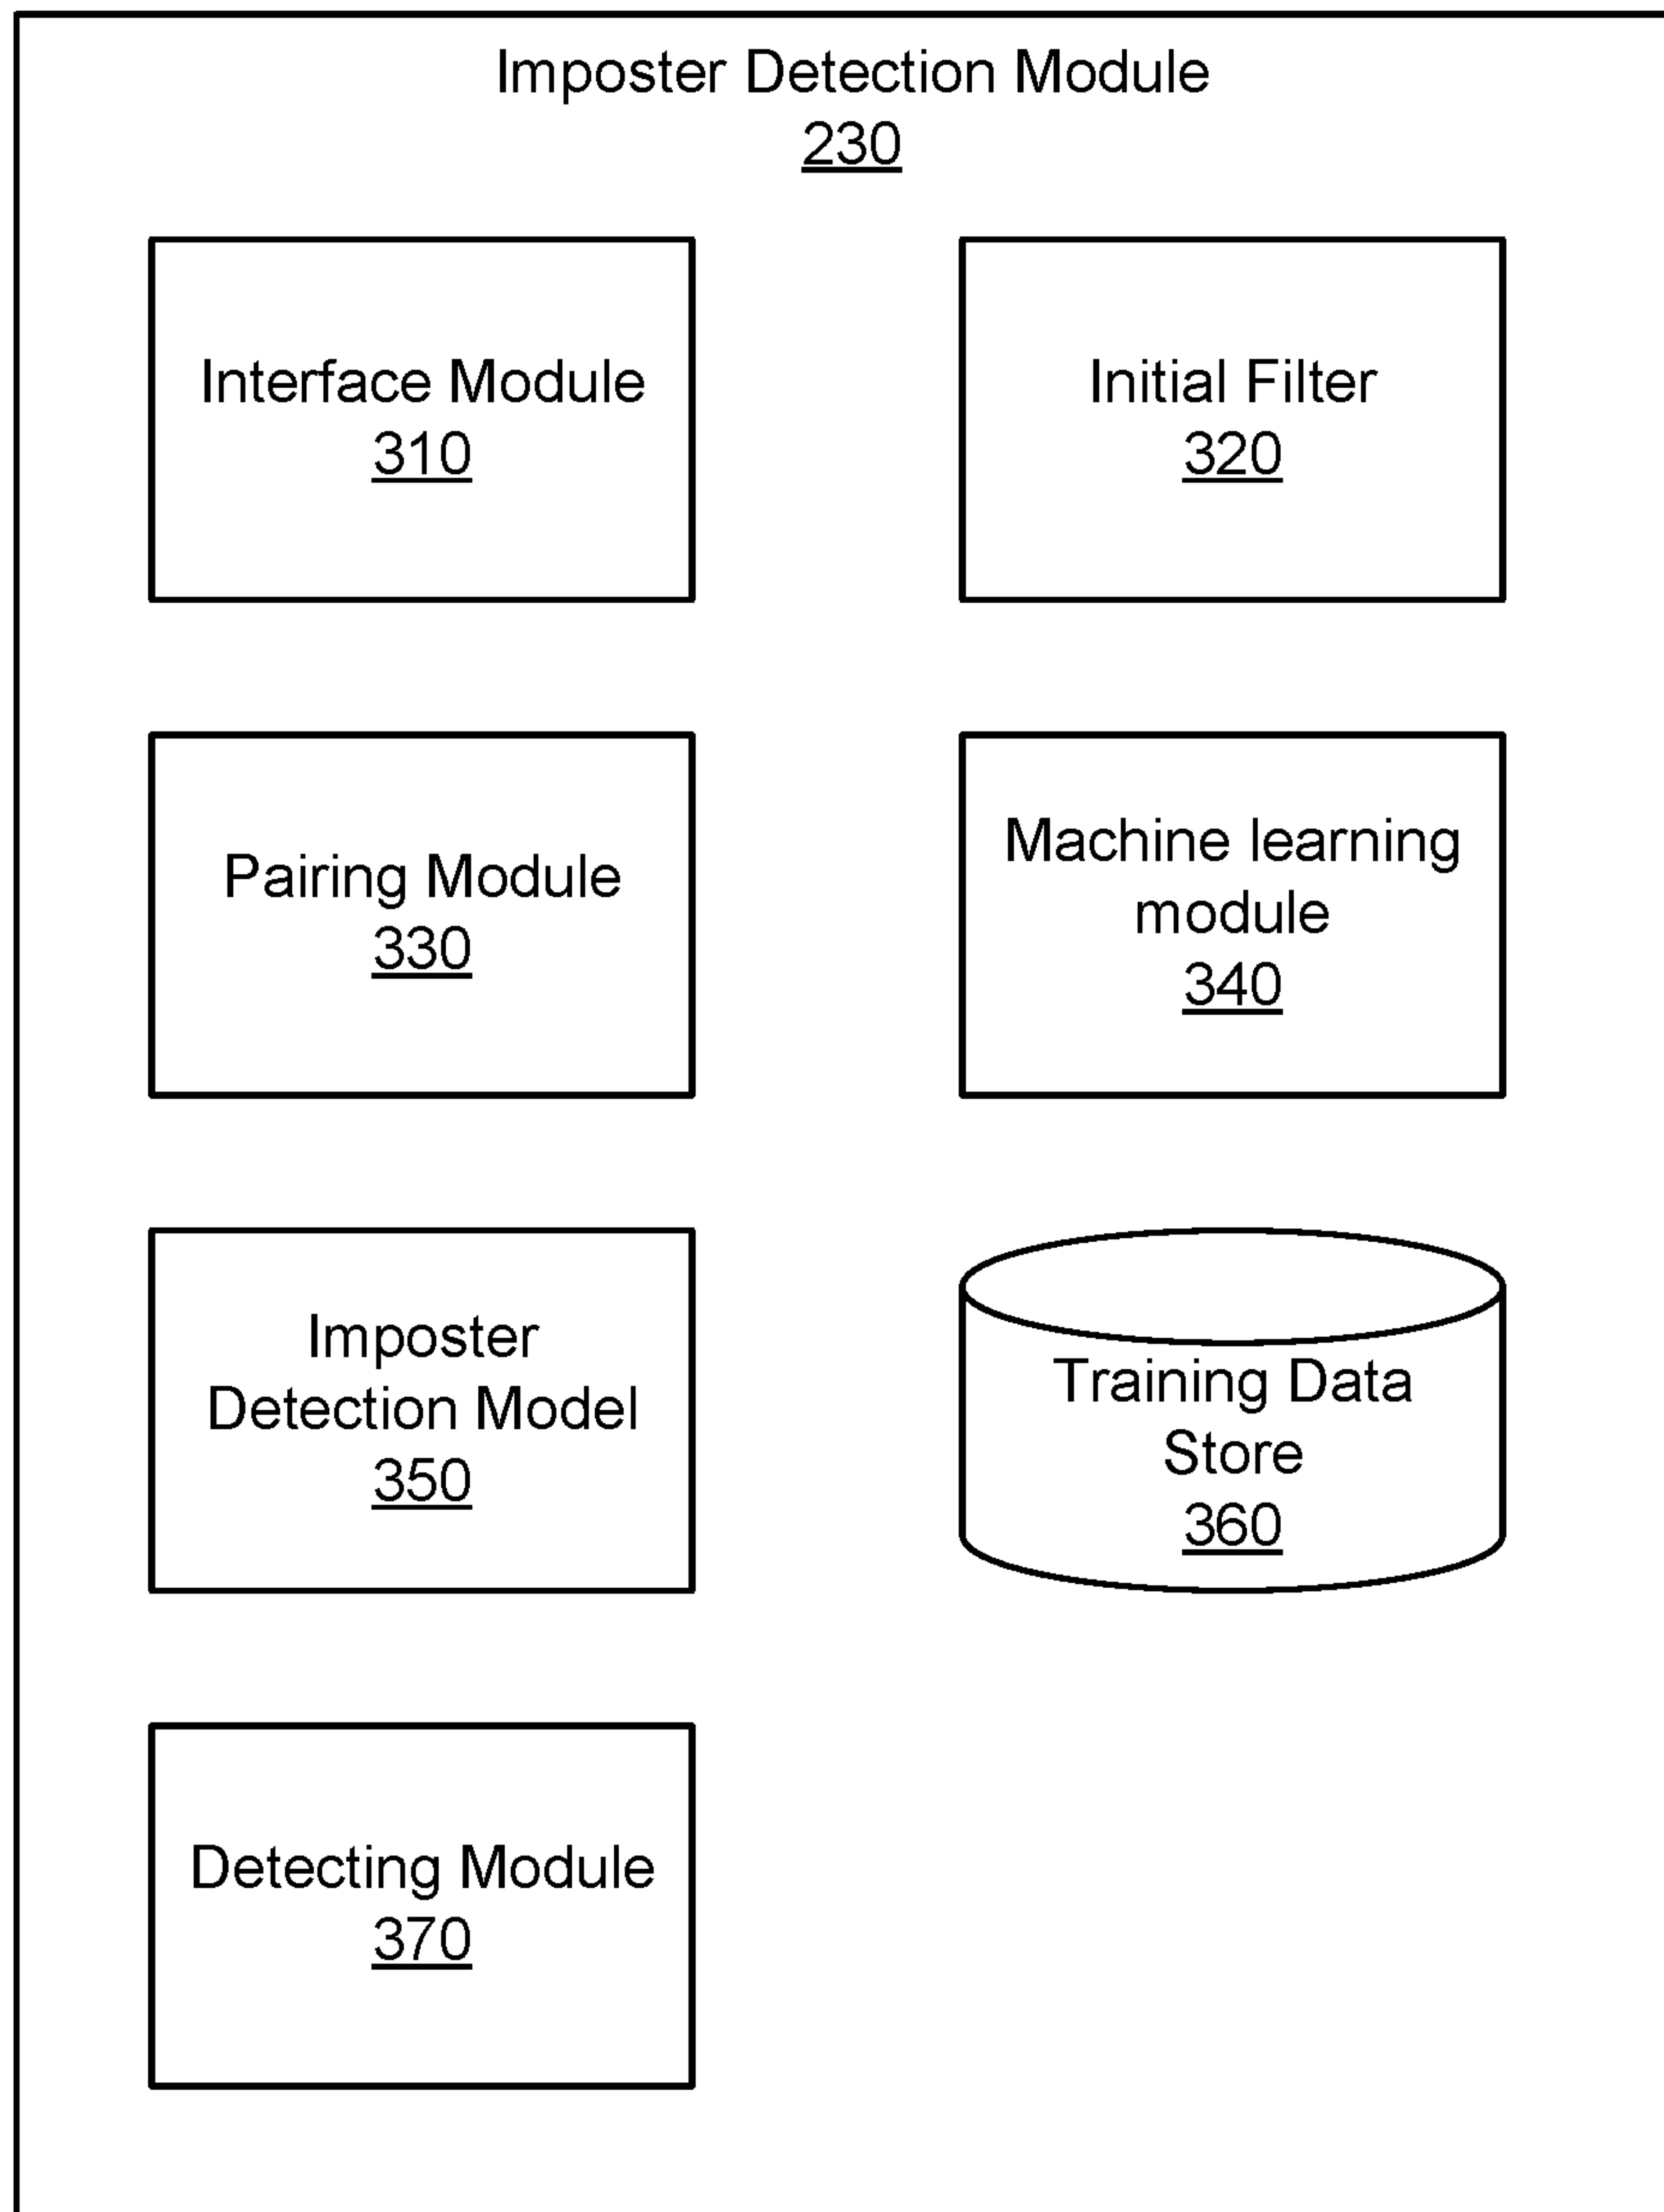 Imposter Detection Module
230
Interface Module
310
Initial Filter
320
Pairing Module
330
Machine learning
module
340
Imposter
Detection Model
350
Training Data
Store
360
Detecting Module
370